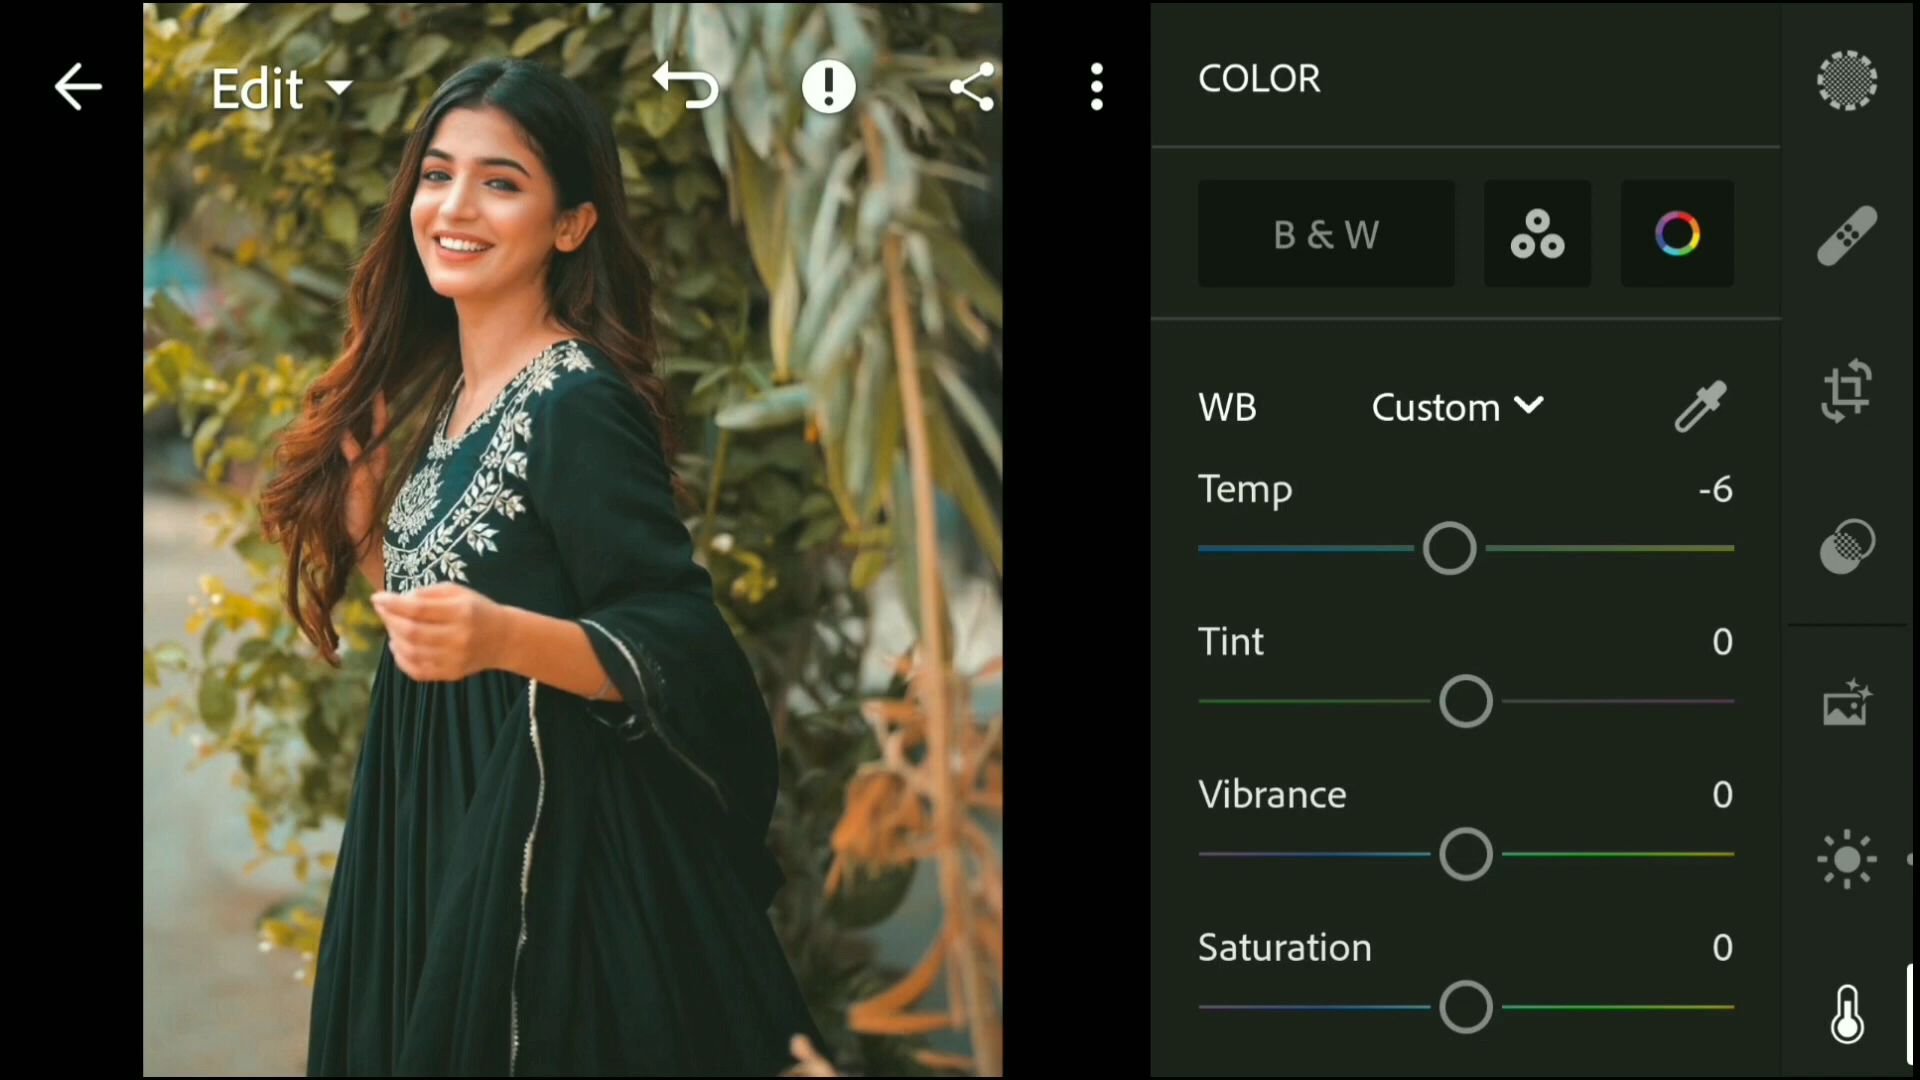 Edit
COLOR
B & W
WB Custom
Temp -6
Tint 0
Vibrance 0
Saturation 0